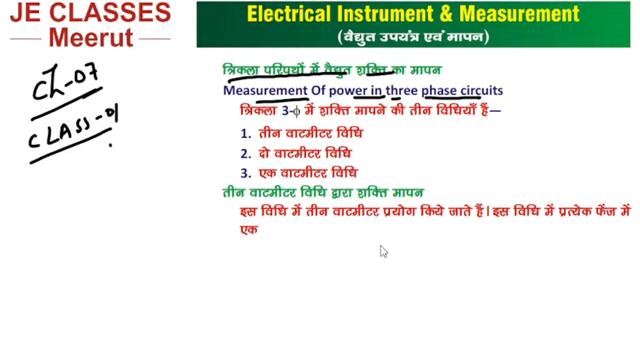 JE CLASSES
Meerut
Electrical Instrument & Measurement
(वैद्युत उपयंत्र एवं मापन)
ch-07
CLASS-01
त्रिकला परिपथों में वैद्युत शक्ति का मापन
Measurement Of power in three phase circuits
त्रिकला 3-ϕ में शक्ति मापने की तीन विधियाँ हैं—
1. तीन वाटमीटर विधि
2. दो वाटमीटर विधि
3. एक वाटमीटर विधि
तीन वाटमीटर विधि द्वारा शक्ति मापन
इस विधि में तीन वाटमीटर प्रयोग किये जाते हैं। इस विधि में प्रत्येक फेंज में
एक